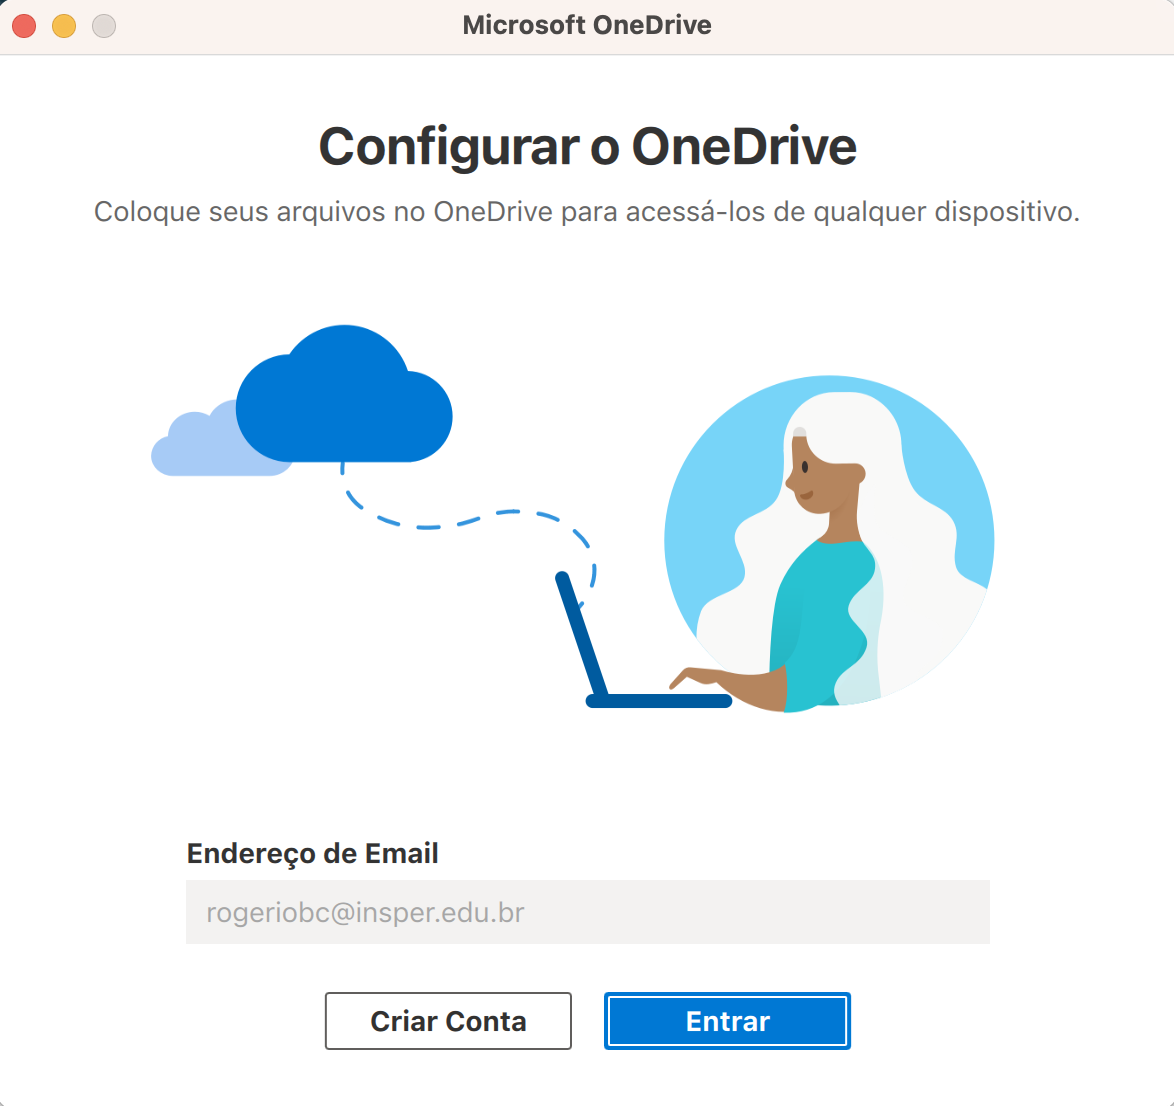 Microsoft OneDrive
Configurar o OneDrive
Coloque seus arquivos no OneDrive para acessá-los de qualquer dispositivo.
Endereço de Email
rogeriobc@insper.edu.br
Criar Conta
Entrar